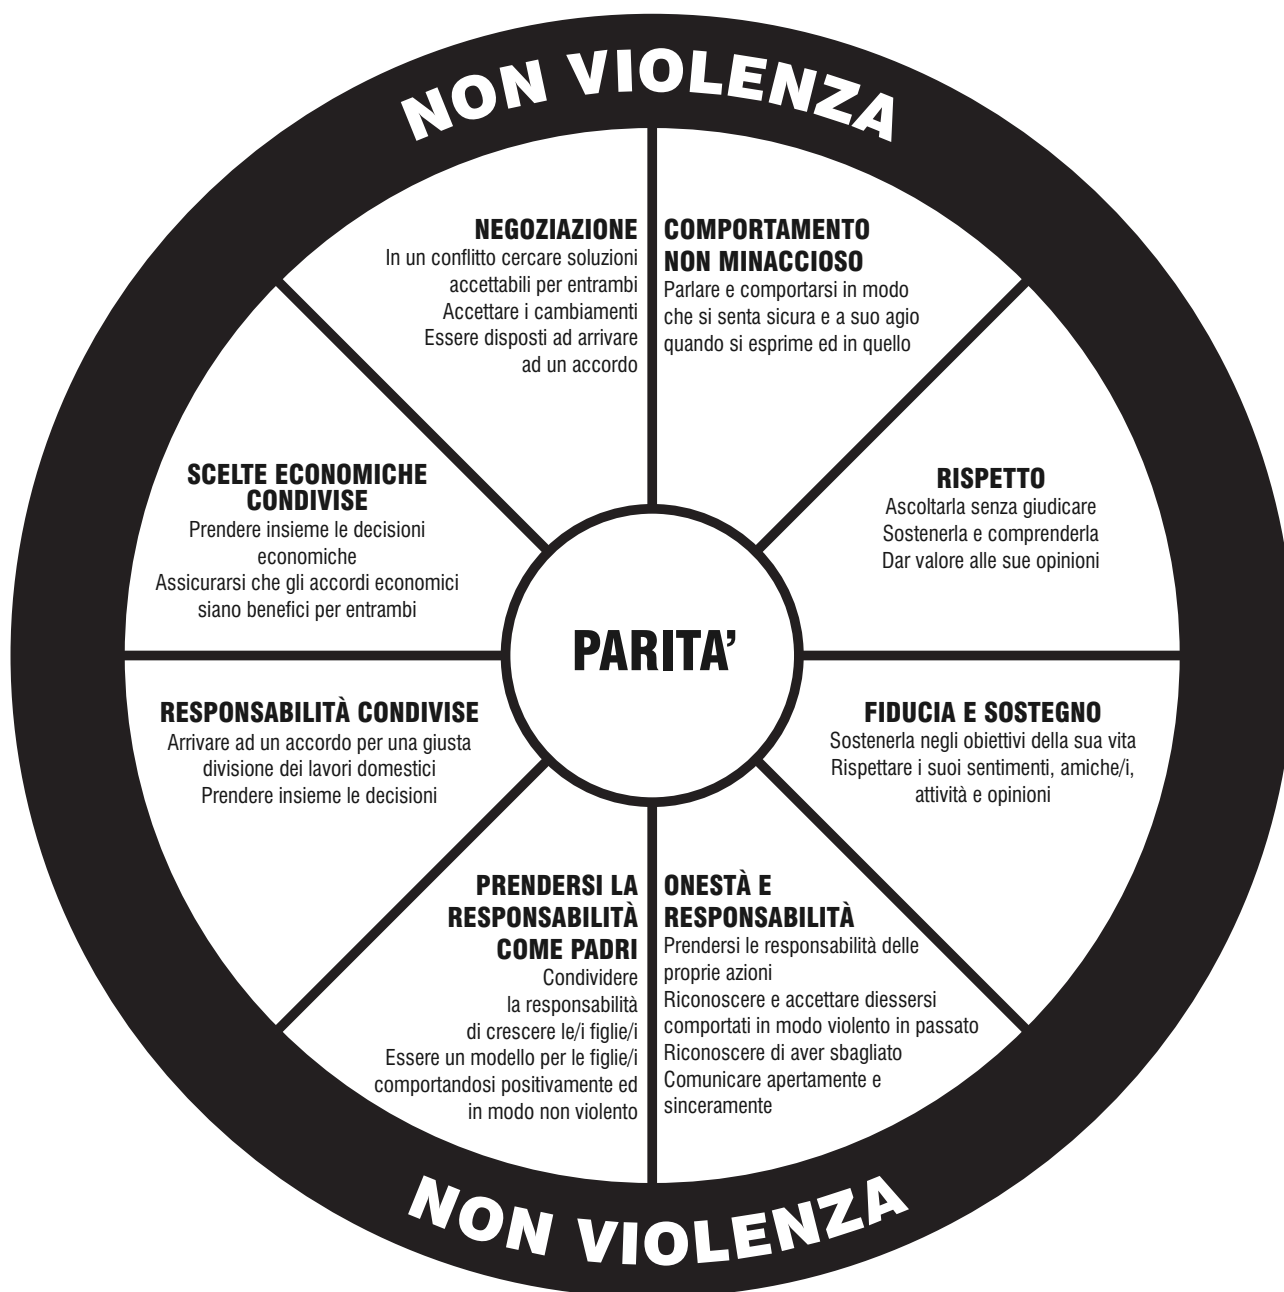 NON VIOLENZA
NEGOZIAZIONE
In un conflitto cercare soluzioni
accettabili per entrambi
Accettare i cambiamenti
Essere disposti ad arrivare
ad un accordo
COMPORTAMENTO
NON MINACCIOSO
Parlare e comportarsi in modo
che si senta sicura e a suo agio
quando si esprime ed in quello
SCELTE ECONOMICHE
CONDIVISE
Prendere insieme le decisioni
economiche
Assicurarsi che gli accordi economici
siano benefici per entrambi
RISPETTO
Ascoltarla senza giudicare
Sostenerla e comprenderla
Dar valore alle sue opinioni
PARITA’
RESPONSABILITÀ CONDIVISE
Arrivare ad un accordo per una giusta
divisione dei lavori domestici
Prendere insieme le decisioni
FIDUCIA E SOSTEGNO
Sostenerla negli obiettivi della sua vita
Rispettare i suoi sentimenti, amiche/i,
attività e opinioni
PRENDERSI LA
RESPONSABILITÀ
COME PADRI
Condividere
la responsabilità
di crescere le/i figlie/i
Essere un modello per le figlie/i
comportandosi positivamente ed
in modo non violento
ONESTÀ E
RESPONSABILITÀ
Prendersi le responsabilità delle
proprie azioni
Riconoscere e accettare diessersi
comportati in modo violento in passato
Riconoscere di aver sbagliato
Comunicare apertamente e
sinceramente
NON VIOLENZA